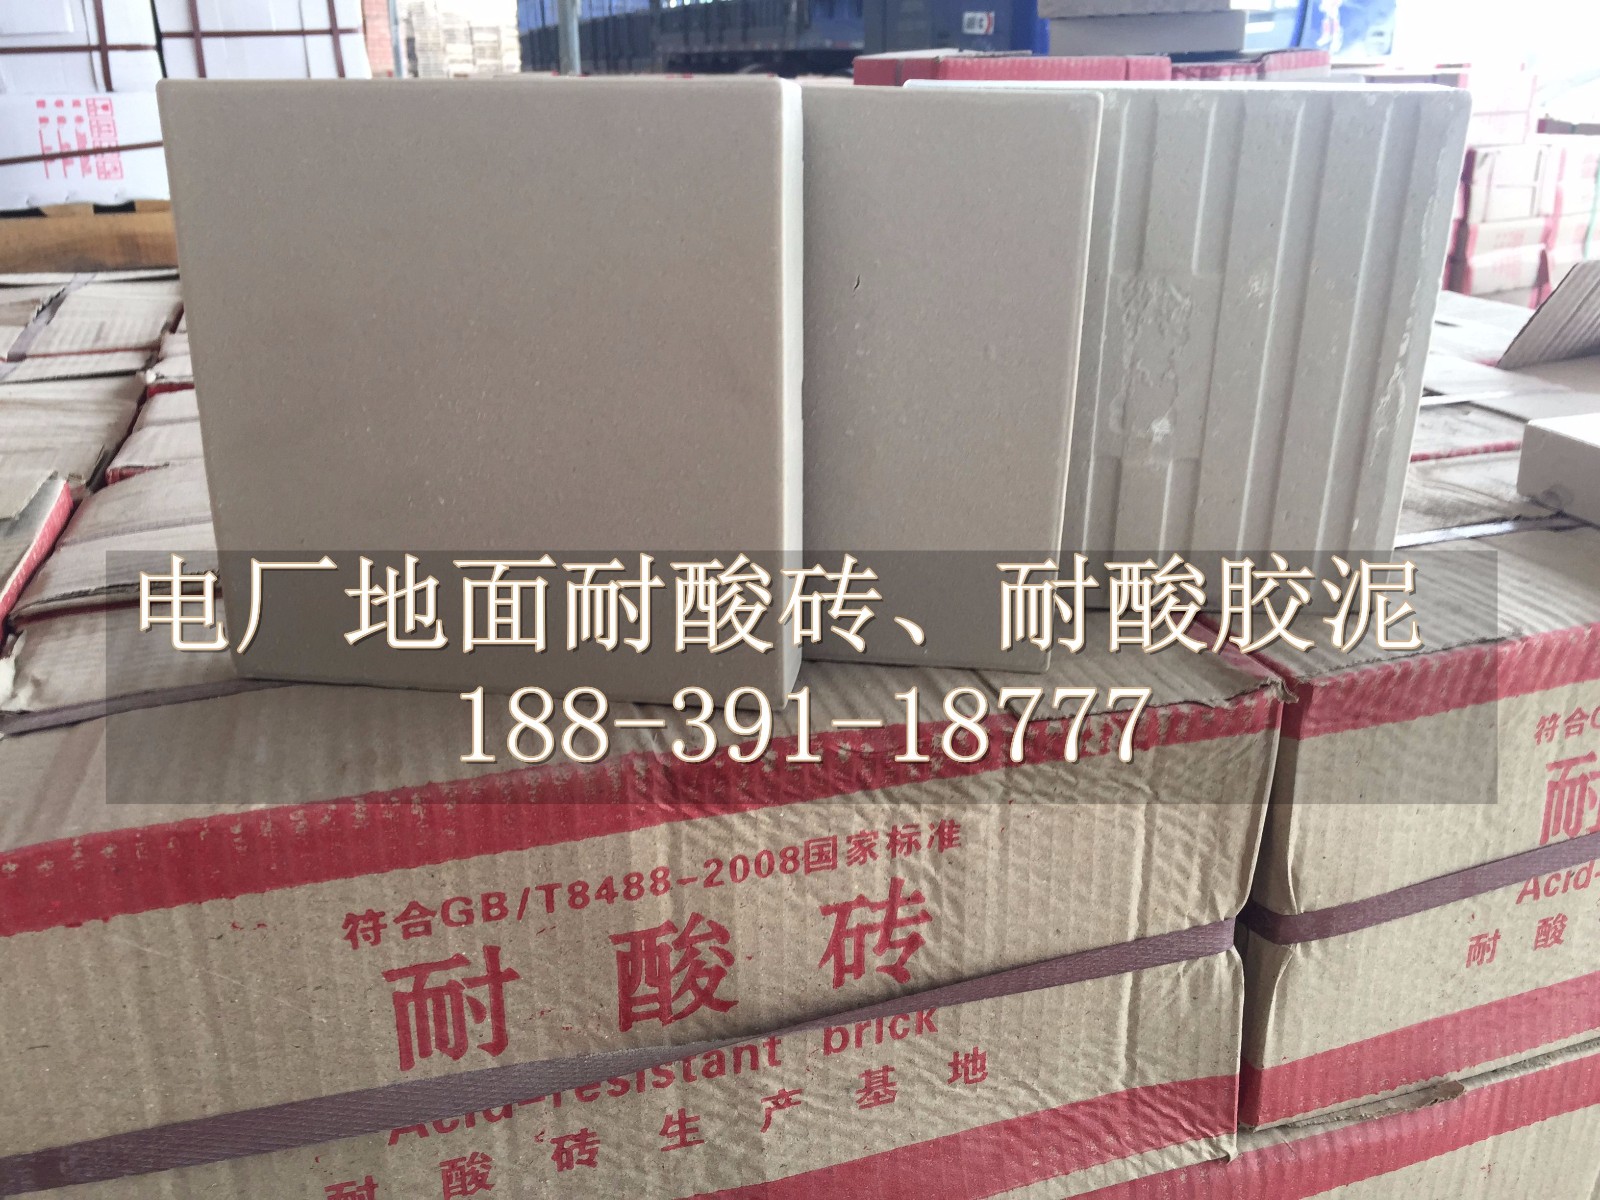 电厂地面耐酸砖、耐酸胶泥
188-391-18777
符合GB/T8488-2008国家标准
耐酸砖
Acid-resistant brick
耐酸砖生产基地
符合G
耐
Acid-
耐酸